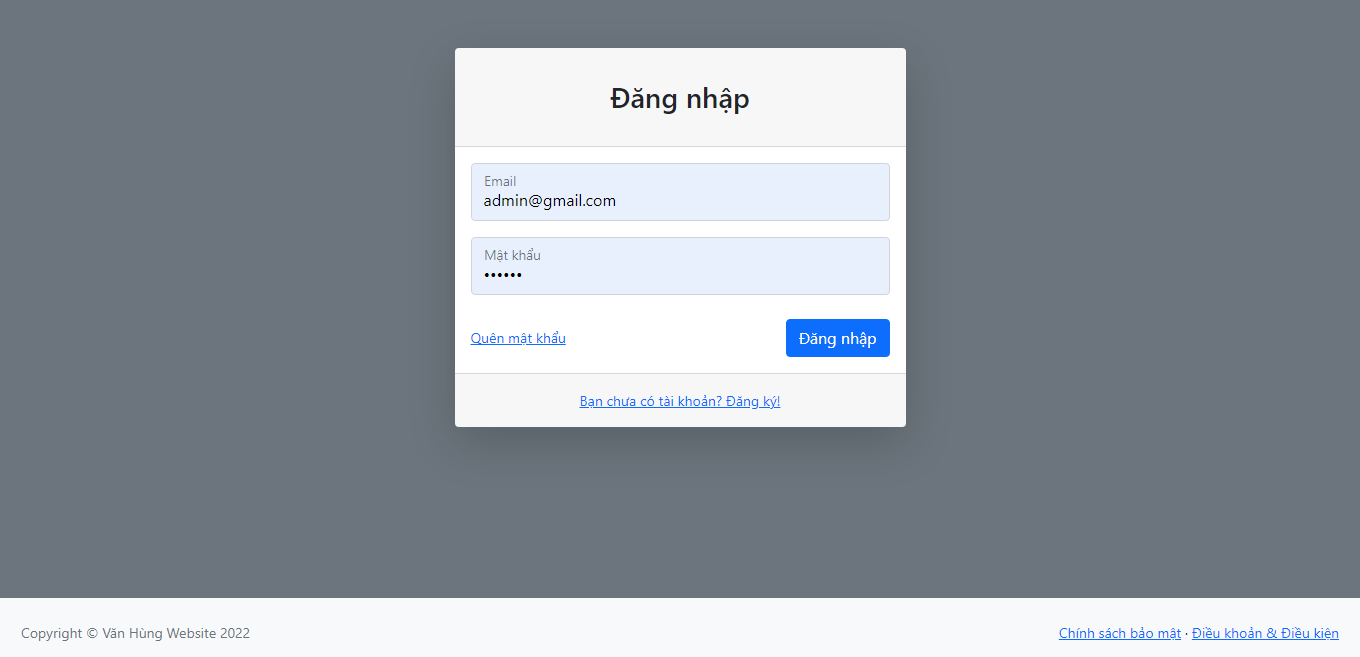 Đăng nhập
Email
admin@gmail.com
Mật khẩu
••••••
Quên mật khẩu
Đăng nhập
Bạn chưa có tài khoản? Đăng ký!
Copyright © Văn Hùng Website 2022
Chính sách bảo mật · Điều khoản & Điều kiện